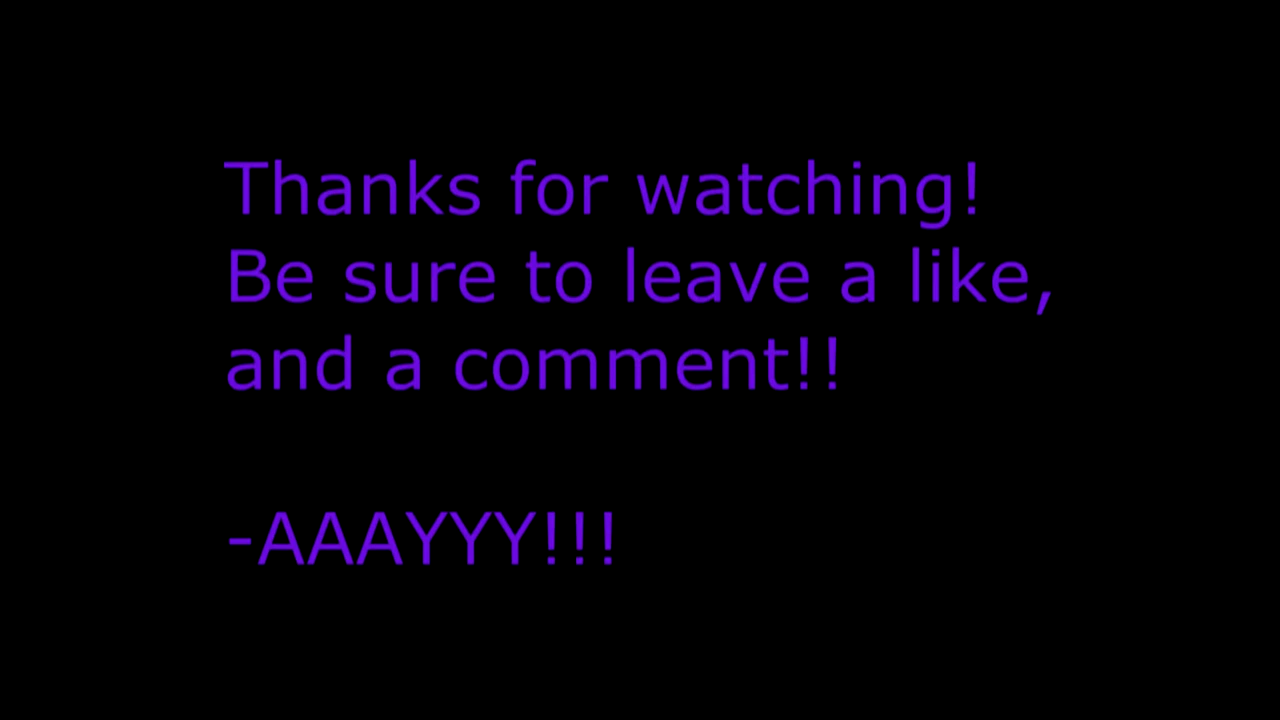 Thanks for watching!
Be sure to leave a like,
and a comment!!
-AAAYYY!!!